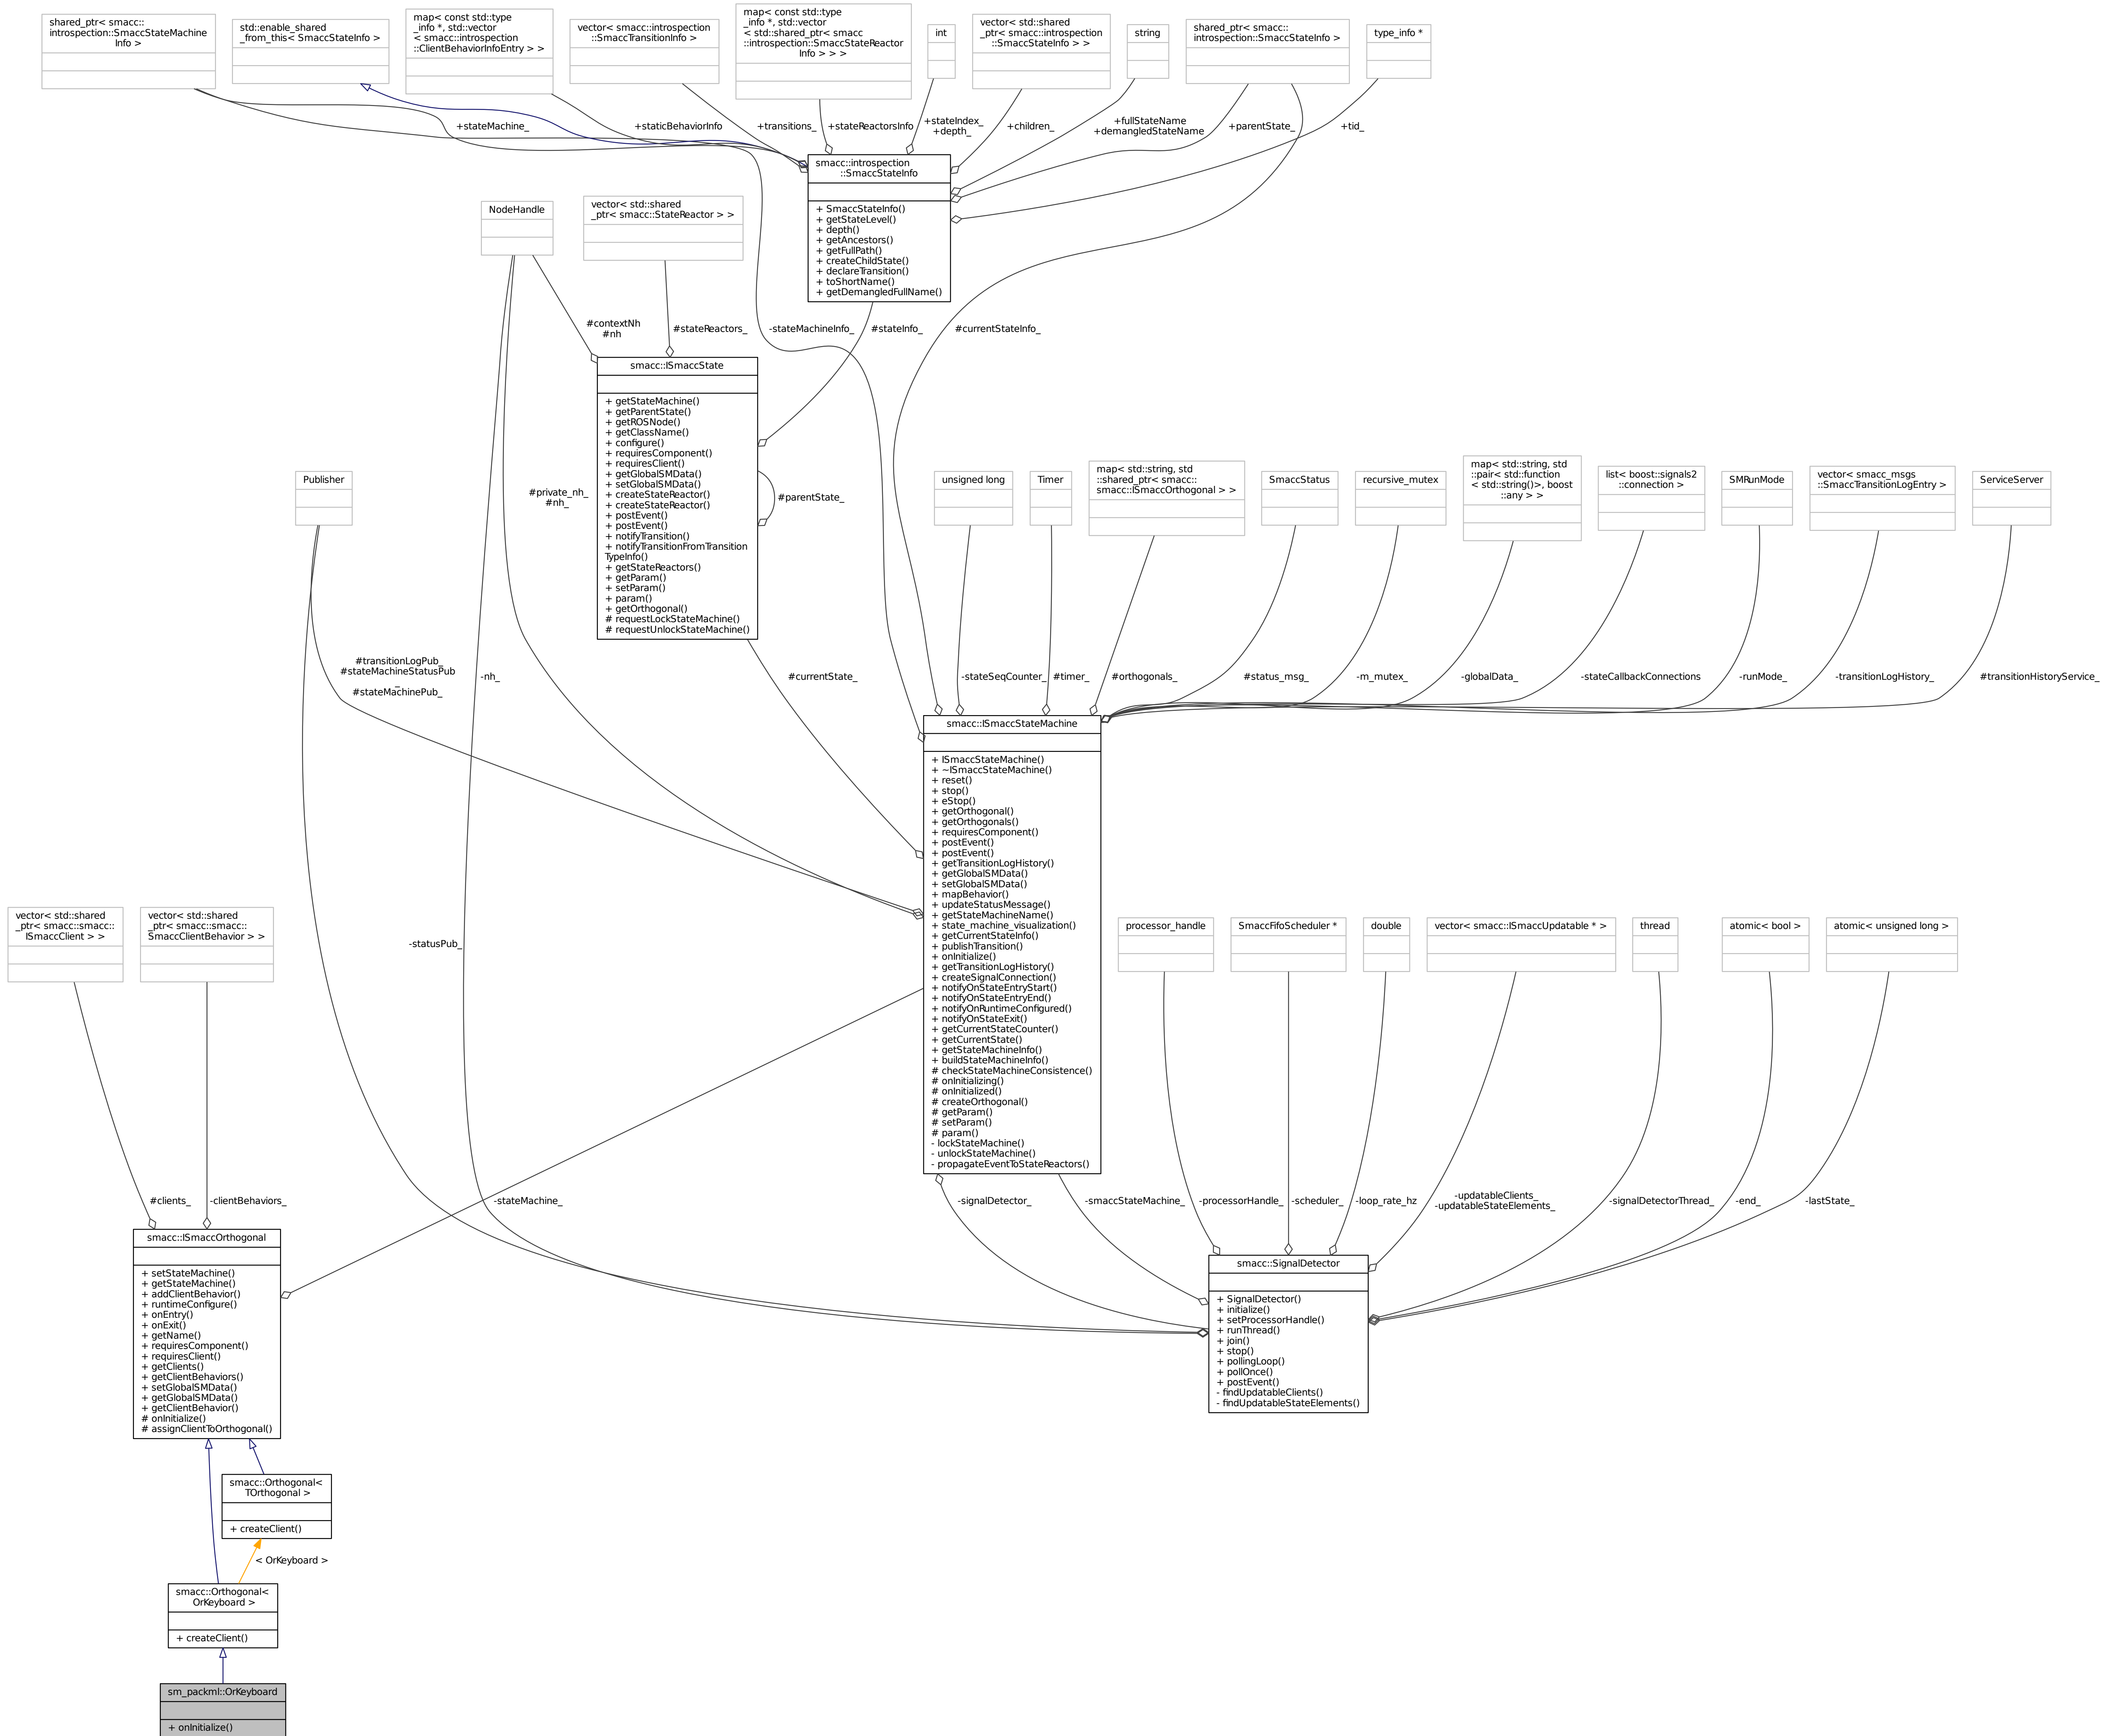 shared_ptr< smacc::
introspection::SmaccStateMachine
Info >
std::enable_shared
_from_this< SmaccStateInfo >
map< const std::type
_info *, std::vector
< smacc::introspection
::ClientBehaviorInfoEntry > >
vector< smacc::introspection
::SmaccTransitionInfo >
map< const std::type
_info *, std::vector
< std::shared_ptr< smacc
::introspection::SmaccStateReactor
Info > > >
int
vector< std::shared
_ptr< smacc::introspection
::SmaccStateInfo > >
string
shared_ptr< smacc::
introspection::SmaccStateInfo >
type_info *
+stateMachine_
+staticBehaviorInfo
+transitions_
+stateReactorsInfo
+stateIndex_
+depth_
+children_
+fullStateName
+demangledStateName
+parentState_
+tid_
smacc::introspection
::SmaccStateInfo
+ SmaccStateInfo()
+ getStateLevel()
+ depth()
+ getAncestors()
+ getFullPath()
+ createChildState()
+ declareTransition()
+ toShortName()
+ getDemangledFullName()
NodeHandle
vector< std::shared
_ptr< smacc::StateReactor > >
#contextNh
#nh
#stateReactors_
-stateMachineInfo_
#stateInfo_
#currentStateInfo_
smacc::ISmaccState
+ getStateMachine()
+ getParentState()
+ getROSNode()
+ getClassName()
+ configure()
+ requiresComponent()
+ requiresClient()
+ getGlobalSMData()
+ setGlobalSMData()
+ createStateReactor()
+ createStateReactor()
+ postEvent()
+ postEvent()
+ notifyTransition()
+ notifyTransitionFromTransition
TypeInfo()
+ getStateReactors()
+ getParam()
+ setParam()
+ param()
+ getOrthogonal()
# requestLockStateMachine()
# requestUnlockStateMachine()
#private_nh_
#nh_
#parentState_
Publisher
unsigned long
Timer
map< std::string, std
::shared_ptr< smacc::
smacc::ISmaccOrthogonal > >
SmaccStatus
recursive_mutex
map< std::string, std
::pair< std::function
< std::string()>, boost
::any > >
list< boost::signals2
::connection >
SMRunMode
vector< smacc_msgs
::SmaccTransitionLogEntry >
ServiceServer
#transitionLogPub_
#stateMachineStatusPub
_
#stateMachinePub_
-nh_
#currentState_
-stateSeqCounter_
#timer_
#orthogonals_
#status_msg_
-m_mutex_
-globalData_
-stateCallbackConnections
-runMode_
-transitionLogHistory_
#transitionHistoryService_
smacc::ISmaccStateMachine
+ ISmaccStateMachine()
+ ~ISmaccStateMachine()
+ reset()
+ stop()
+ eStop()
+ getOrthogonal()
+ getOrthogonals()
+ requiresComponent()
+ postEvent()
+ postEvent()
+ getTransitionLogHistory()
+ getGlobalSMData()
+ setGlobalSMData()
+ mapBehavior()
+ updateStatusMessage()
+ getStateMachineName()
+ state_machine_visualization()
+ getCurrentStateInfo()
+ publishTransition()
+ onInitialize()
+ getTransitionLogHistory()
+ createSignalConnection()
+ notifyOnStateEntryStart()
+ notifyOnStateEntryEnd()
+ notifyOnRuntimeConfigured()
+ notifyOnStateExit()
+ getCurrentStateCounter()
+ getCurrentState()
+ getStateMachineInfo()
+ buildStateMachineInfo()
# checkStateMachineConsistence()
# onInitializing()
# onInitialized()
# createOrthogonal()
# getParam()
# setParam()
# param()
- lockStateMachine()
- unlockStateMachine()
- propagateEventToStateReactors()
vector< std::shared
_ptr< smacc::smacc::
ISmaccClient > >
vector< std::shared
_ptr< smacc::smacc::
SmaccClientBehavior > >
-statusPub_
processor_handle
SmaccFifoScheduler *
double
vector< smacc::ISmaccUpdatable * >
thread
atomic< bool >
atomic< unsigned long >
#clients_
-clientBehaviors_
-stateMachine_
-signalDetector_
-smaccStateMachine_
-processorHandle_
-scheduler_
-loop_rate_hz
-updatableClients_
-updatableStateElements_
-signalDetectorThread_
-end_
-lastState_
smacc::ISmaccOrthogonal
+ setStateMachine()
+ getStateMachine()
+ addClientBehavior()
+ runtimeConfigure()
+ onEntry()
+ onExit()
+ getName()
+ requiresComponent()
+ requiresClient()
+ getClients()
+ getClientBehaviors()
+ setGlobalSMData()
+ getGlobalSMData()
+ getClientBehavior()
# onInitialize()
# assignClientToOrthogonal()
smacc::SignalDetector
+ SignalDetector()
+ initialize()
+ setProcessorHandle()
+ runThread()
+ join()
+ stop()
+ pollingLoop()
+ pollOnce()
+ postEvent()
- findUpdatableClients()
- findUpdatableStateElements()
smacc::Orthogonal<
TOrthogonal >
+ createClient()
< OrKeyboard >
smacc::Orthogonal<
OrKeyboard >
+ createClient()
sm_packml::OrKeyboard
+ onInitialize()